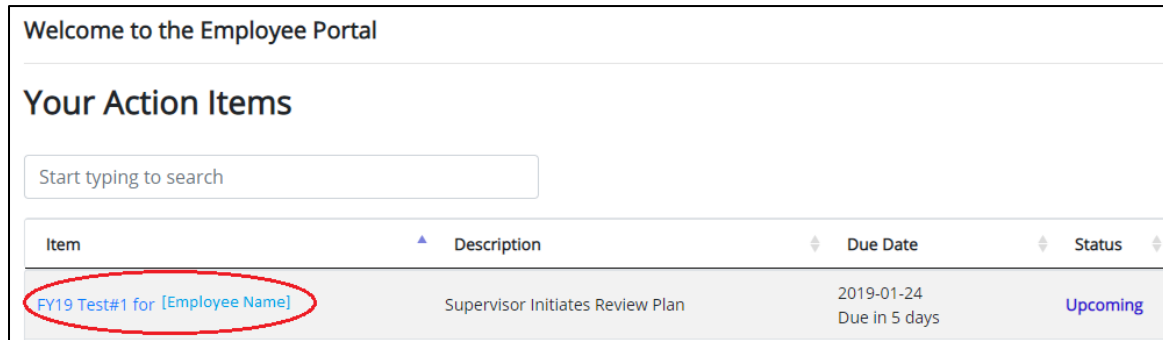 Welcome to the Employee Portal
Your Action Items
Start typing to search
Item Description Due Date Status
FY19 Test#1 for [Employee Name] Supervisor Initiates Review Plan 2019-01-24 Upcoming
Due in 5 days